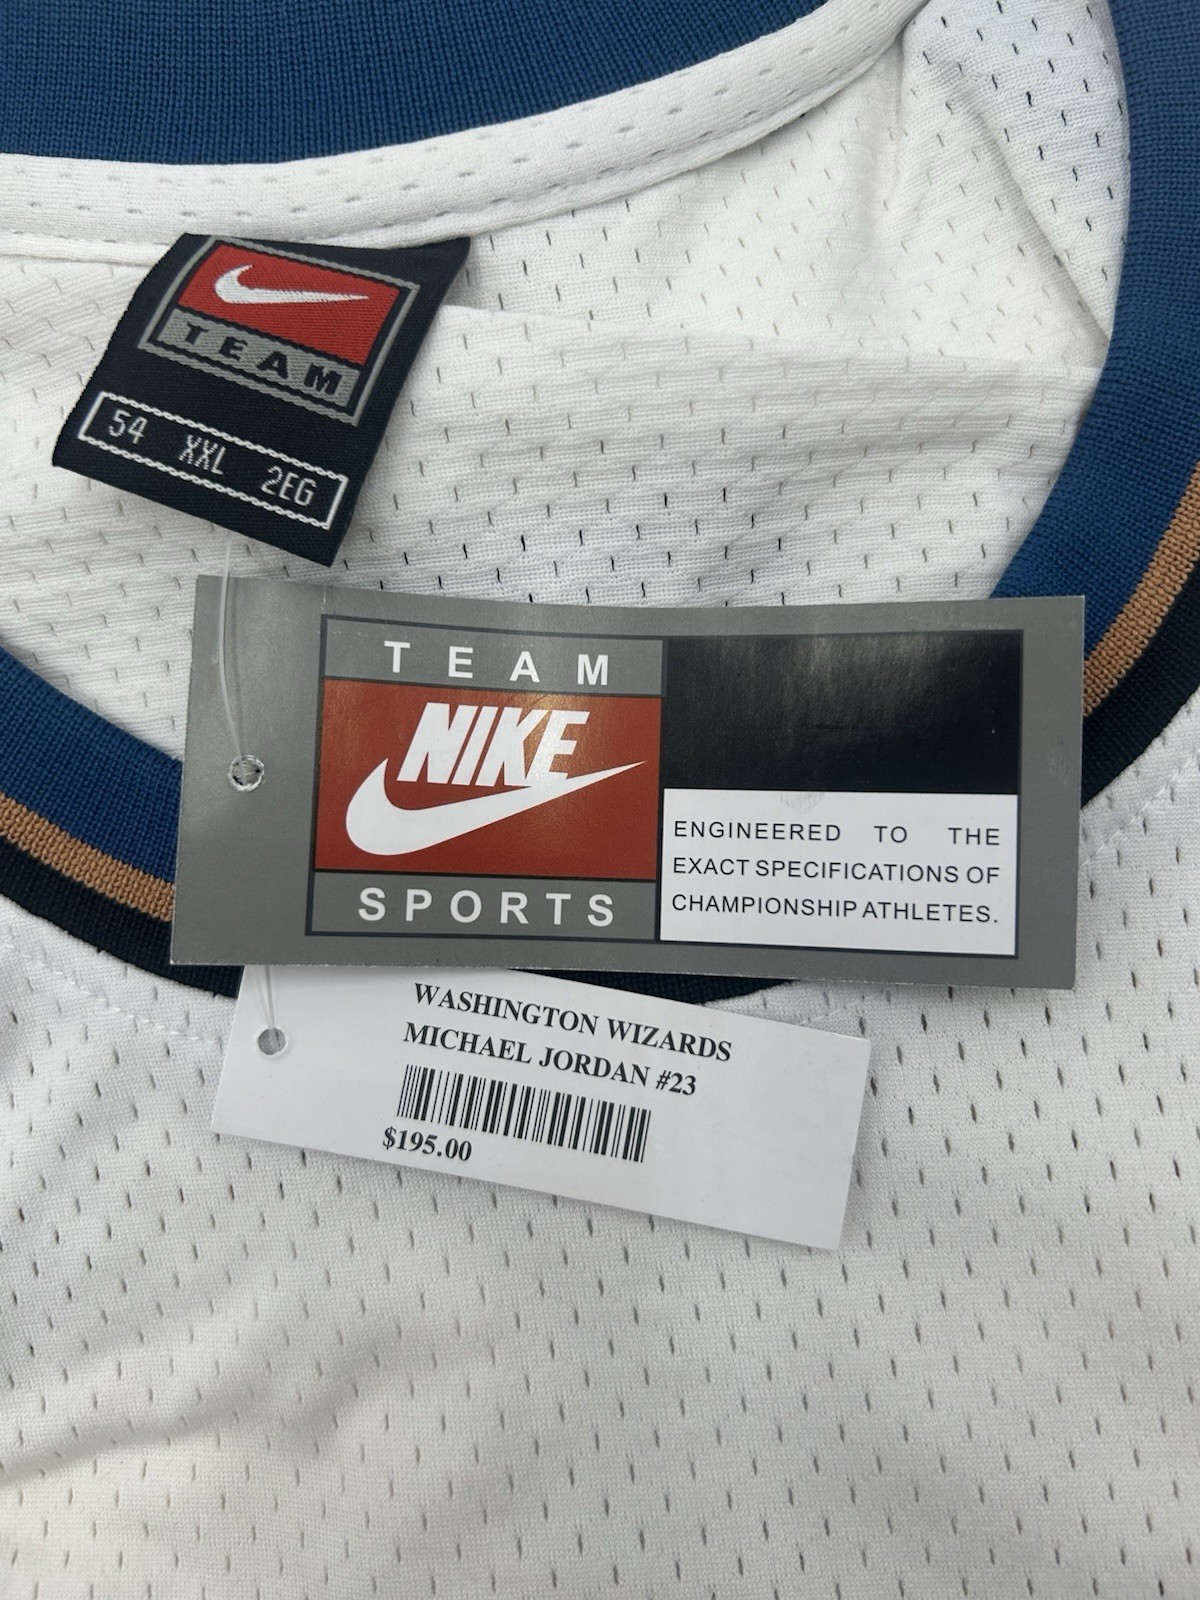 TEAM
54 XXL 2EG
TEAM
NIKE
SPORTS
ENGINEERED TO THE
EXACT SPECIFICATIONS OF
CHAMPIONSHIP ATHLETES.
WASHINGTON WIZARDS
MICHAEL JORDAN #23
$195.00